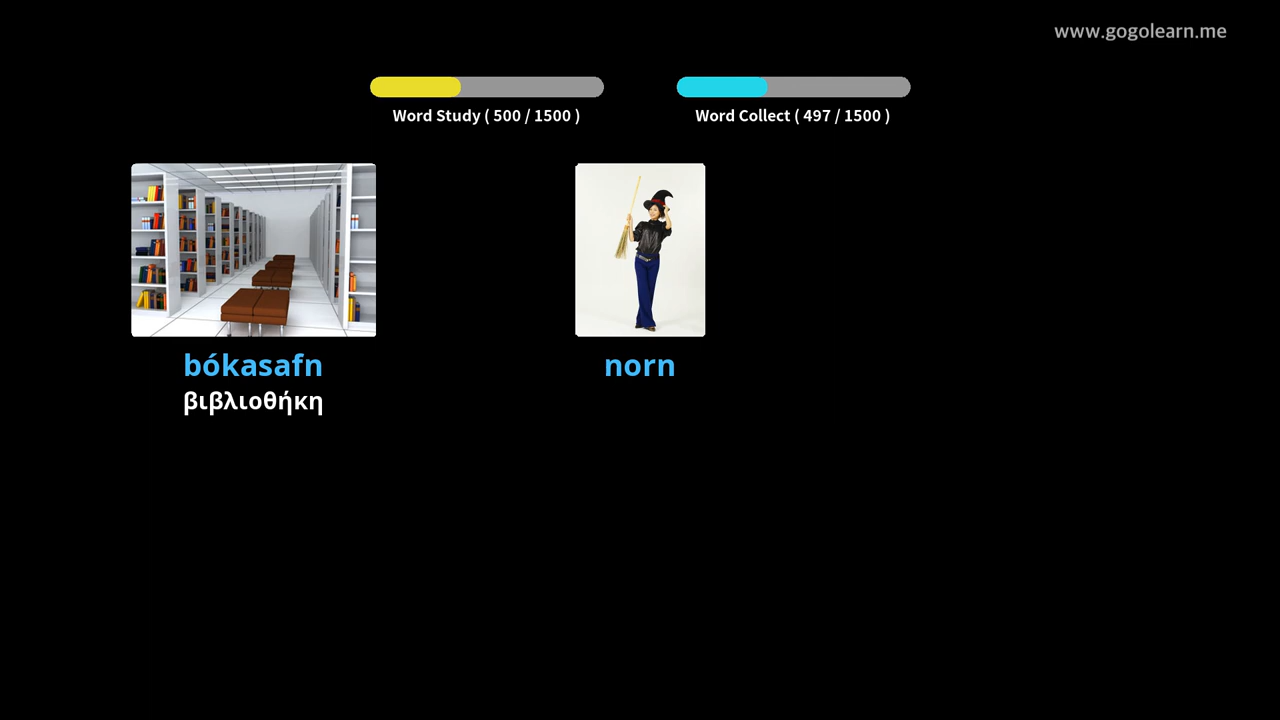 www.gogolearn.me
Word Study ( 500 / 1500 )
Word Collect ( 497 / 1500 )
bókasafn
norn
βιβλιοθήκη